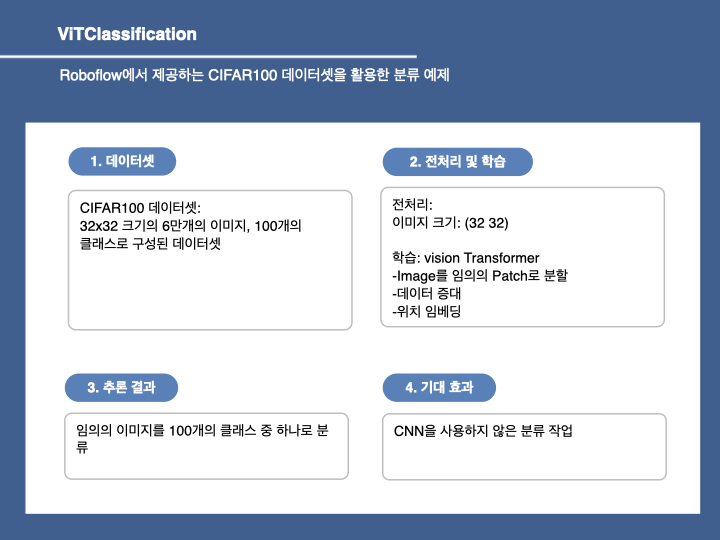 ViTClassification
Roboflow에서 제공하는 CIFAR100 데이터셋을 활용한 분류 예제
1. 데이터셋
CIFAR100 데이터셋:
32x32 크기의 6만개의 이미지, 100개의
클래스로 구성된 데이터셋
2. 전처리 및 학습
전처리:
이미지 크기: (32 32)
학습: vision Transformer
-Image를 임의의 Patch로 분할
-데이터 증대
-위치 임베딩
3. 추론 결과
임의의 이미지를 100개의 클래스 중 하나로 분
류
4. 기대 효과
CNN을 사용하지 않은 분류 작업